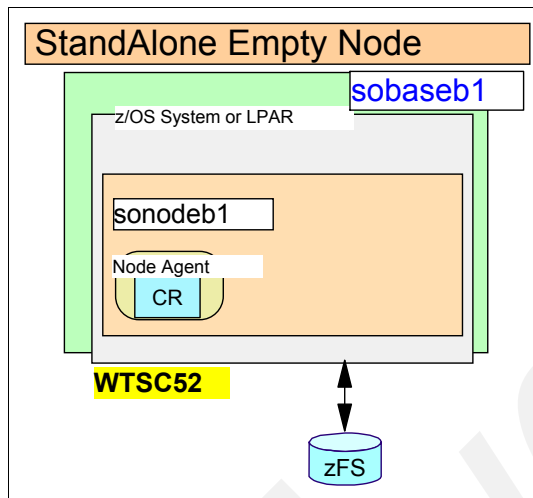 StandAlone Empty Node
sobaseb1
z/OS System or LPAR
sonodeb1
Node Agent
CR
WTSC52
zFS